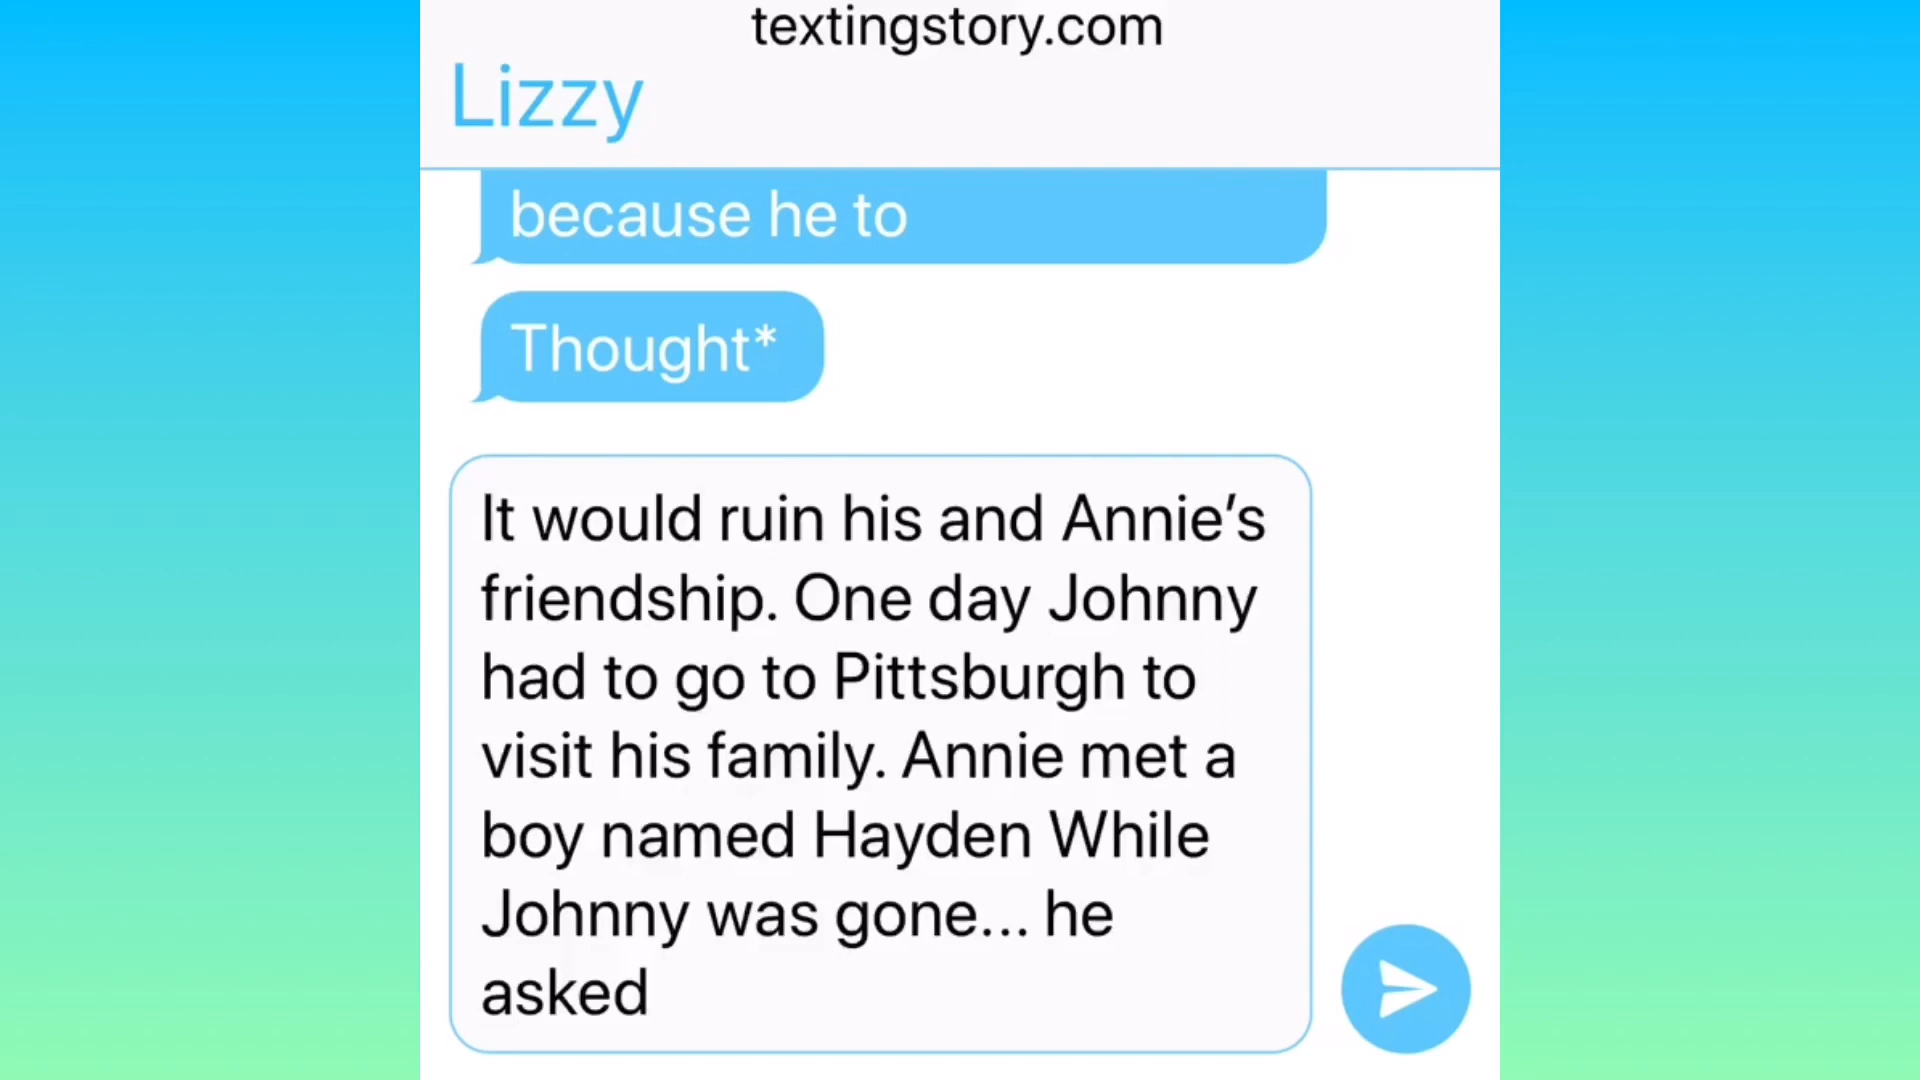 textingstory.com
Lizzy
because he to
Thought*
It would ruin his and Annie’s
friendship. One day Johnny
had to go to Pittsburgh to
visit his family. Annie met a
boy named Hayden While
Johnny was gone... he
asked